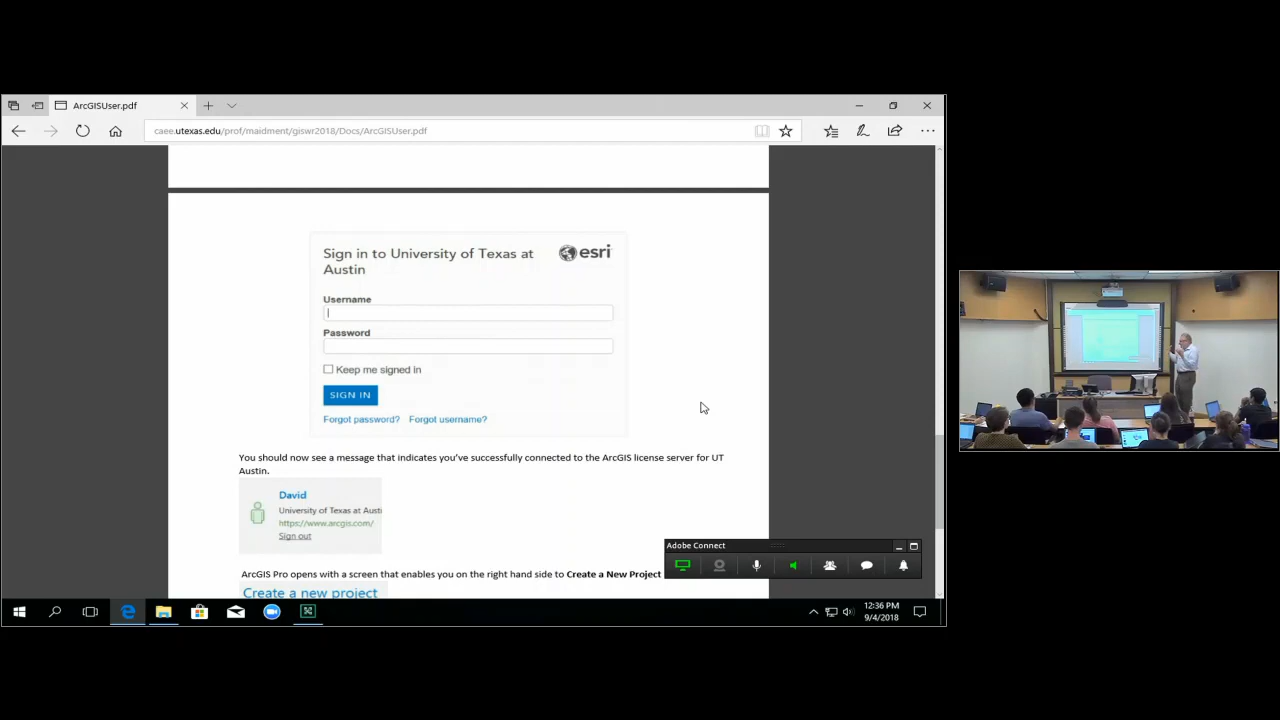 ArcGISUser.pdf
caee.utexas.edu/prof/maidment/giswr2018/Docs/ArcGISUser.pdf
Sign in to University of Texas at
Austin
esri
Username
Password
Keep me signed in
SIGN IN
Forgot password? Forgot username?
You should now see a message that indicates you've successfully connected to the ArcGIS license server for UT
Austin.
David
University of Texas at Austi
https://www.arcgis.com/
Sign out
Adobe Connect
ArcGIS Pro opens with a screen that enables you on the right hand side to Create a New Project
Create a new project
12:36 PM
9/4/2018